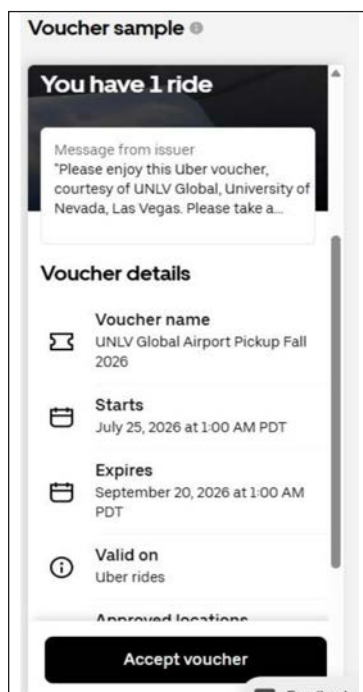 Voucher sample
You have 1 ride
Message from issuer
"Please enjoy this Uber voucher,
courtesy of UNLV Global, University of
Nevada, Las Vegas. Please take a...
Voucher details
Voucher name
UNLV Global Airport Pickup Fall
2026
Starts
July 25, 2026 at 1:00 AM PDT
Expires
September 20, 2026 at 1:00 AM
PDT
Valid on
Uber rides
Approved locations
Accept voucher